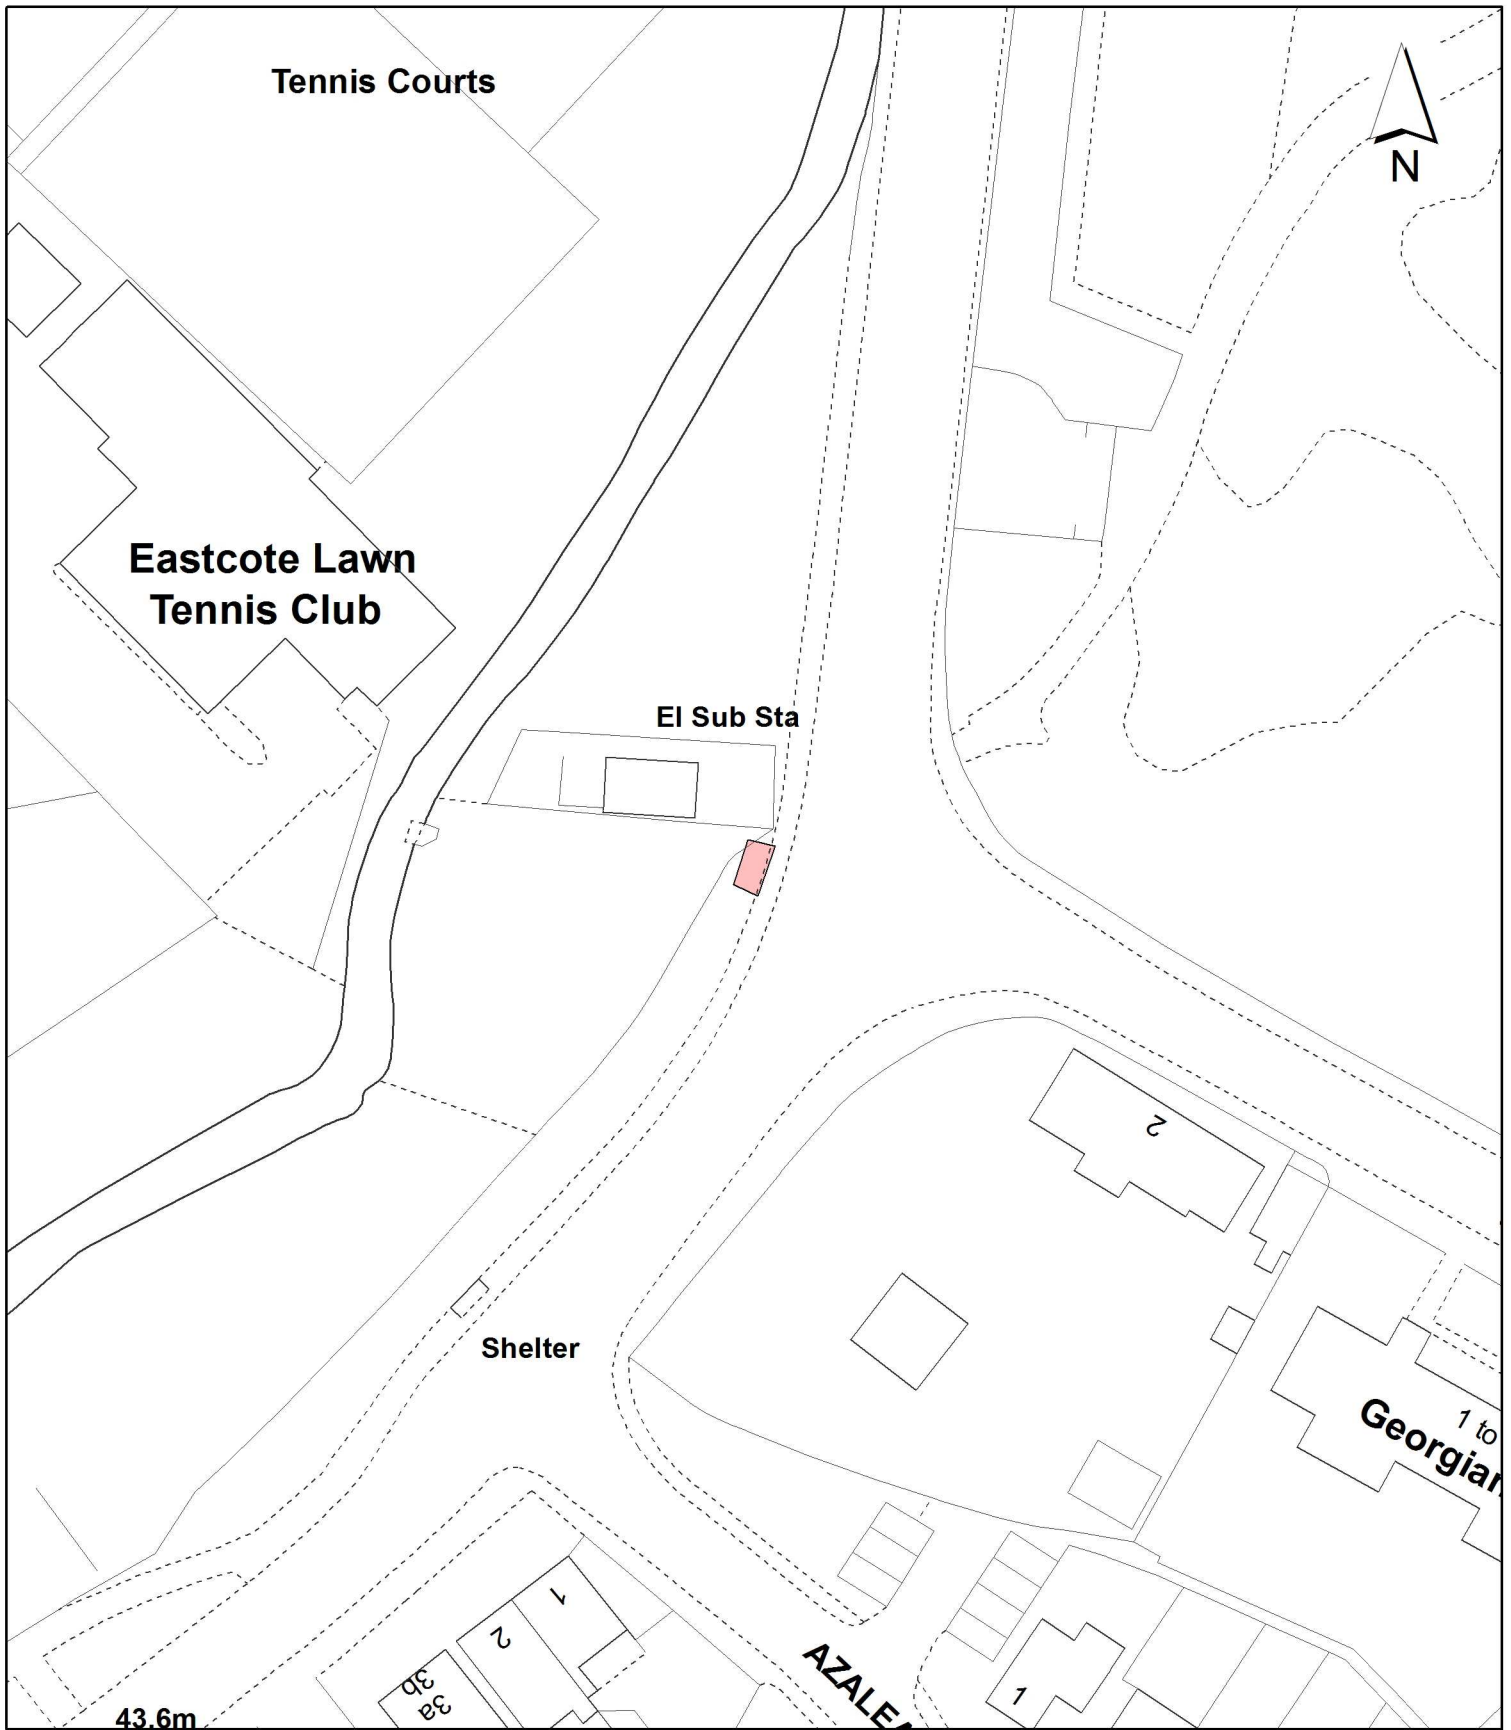 Tennis Courts
N
Eastcote Lawn
Tennis Club
El Sub Sta
2
Shelter
1 to
Georgian
1
2
3b
3a
AZALEA
1
43.6m